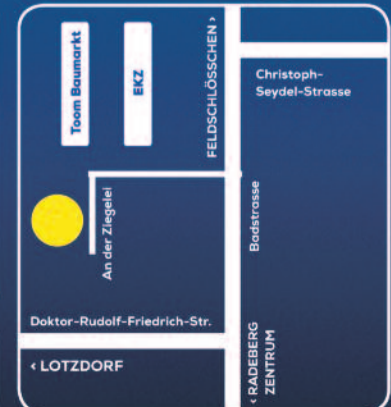 Toom Baumarkt
EKZ
FELDSCHLÖSSCHEN ›
Christoph-
Seydel-Strasse
An der Ziegelei
Badstrasse
Doktor-Rudolf-Friedrich-Str.
‹ LOTZDORF
‹ RADEBERG
ZENTRUM